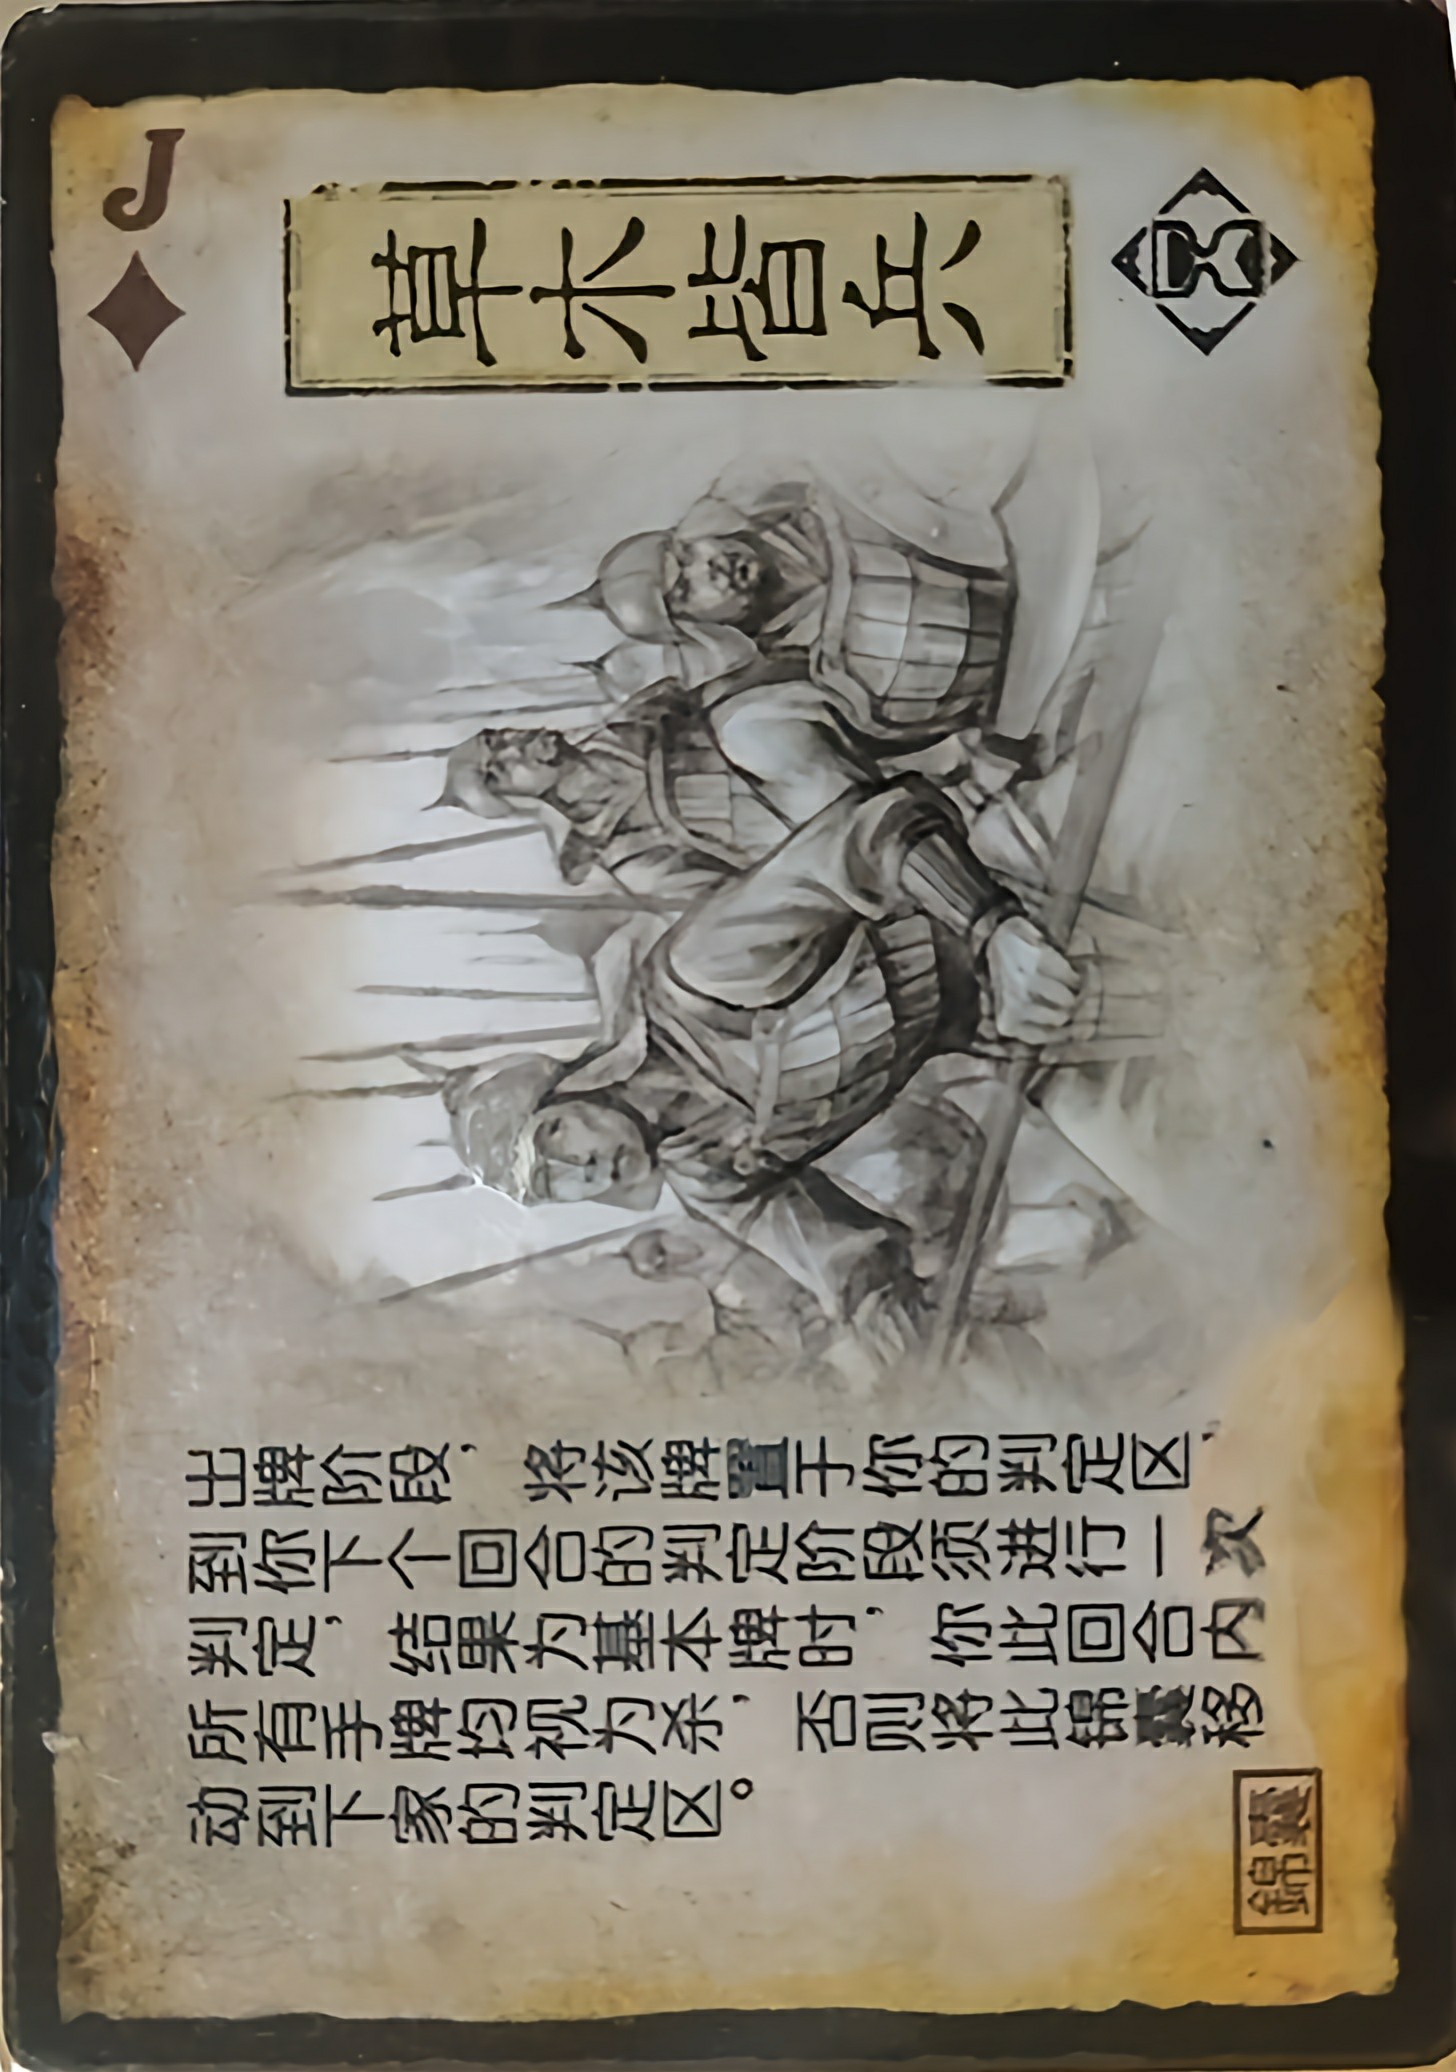 J
草木皆兵
出牌阶段，将该牌置于你的判定区，
到你下个回合的判定阶段须进行一次
判定，结果为基本牌时，你此回合内
所有手牌均视为杀，否则将此锦囊移
动到下家的判定区。
錦囊